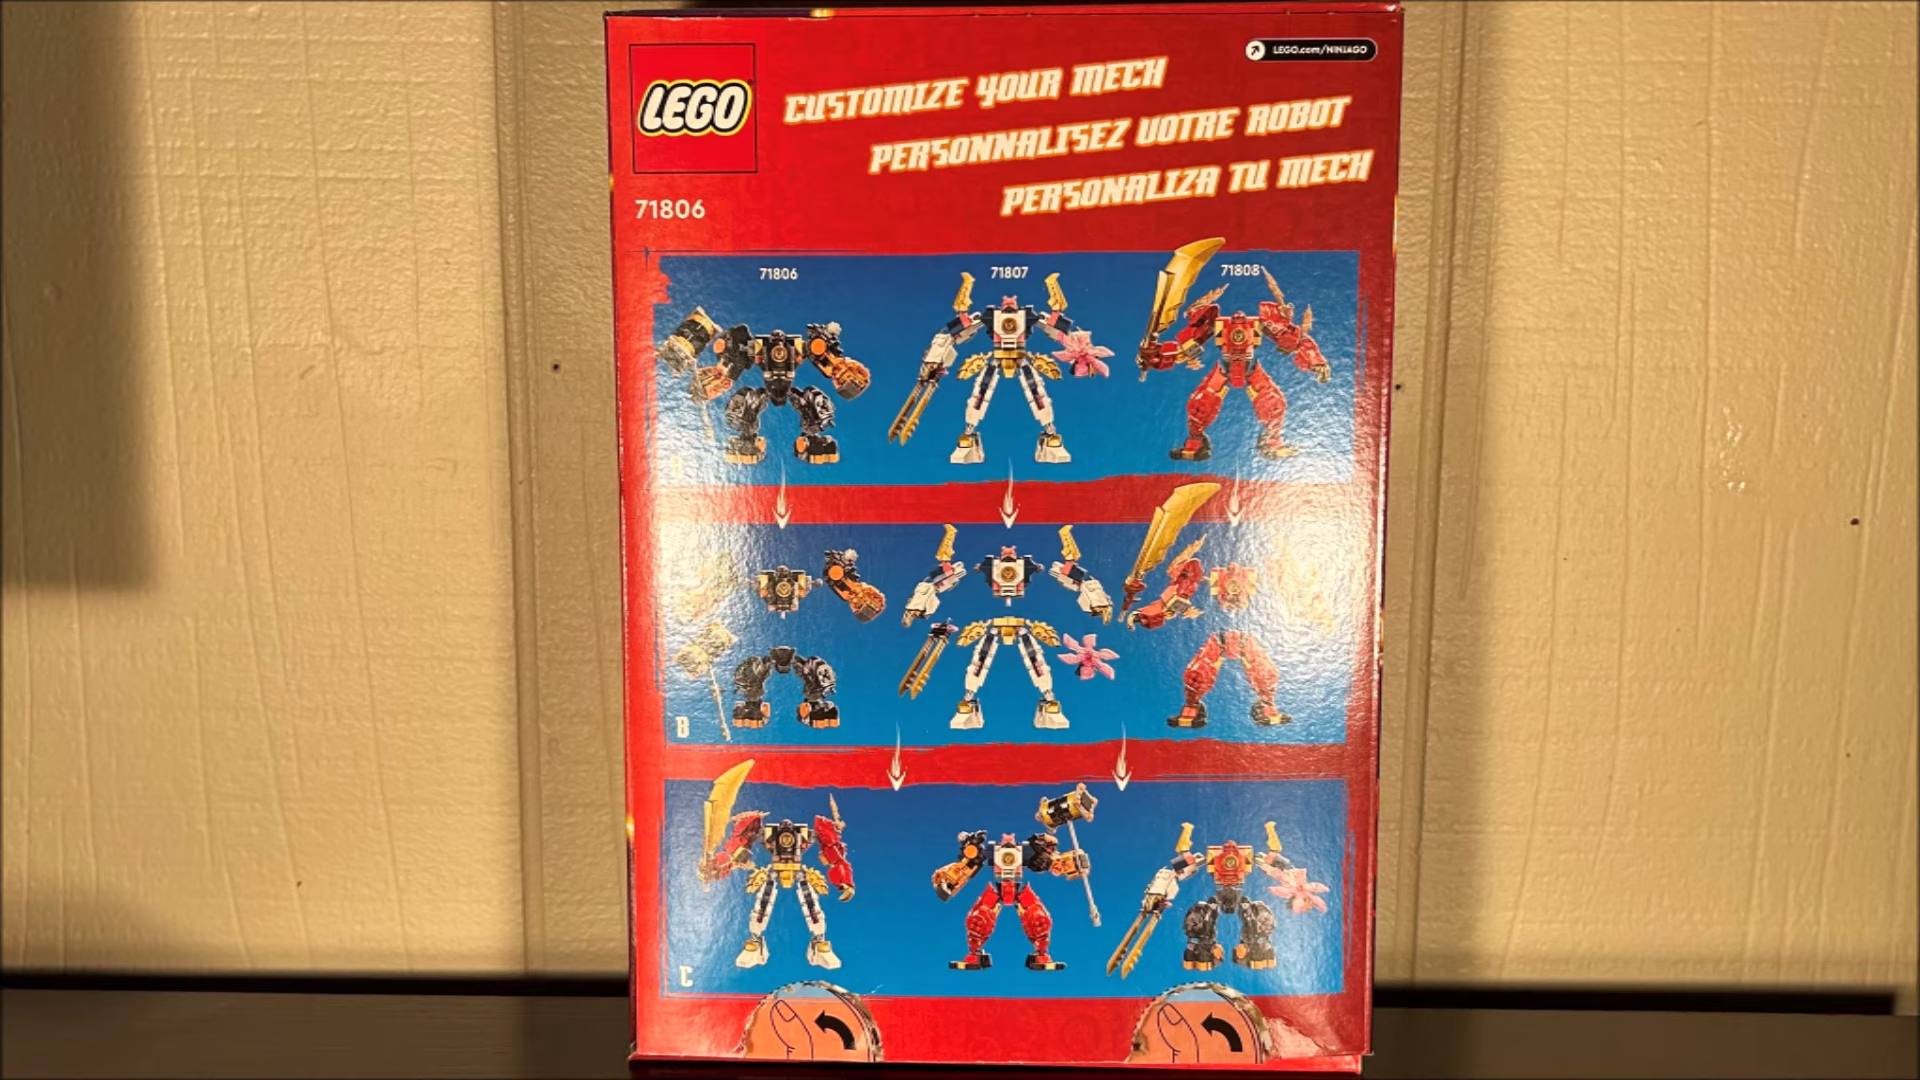 LEGO
LEGO.com/NINJAGO
CUSTOMIZE YOUR MECH
PERSONNALISEZ VOTRE ROBOT
PERSONALIZA TU MECH
71806
71806
71807
71808
B
C